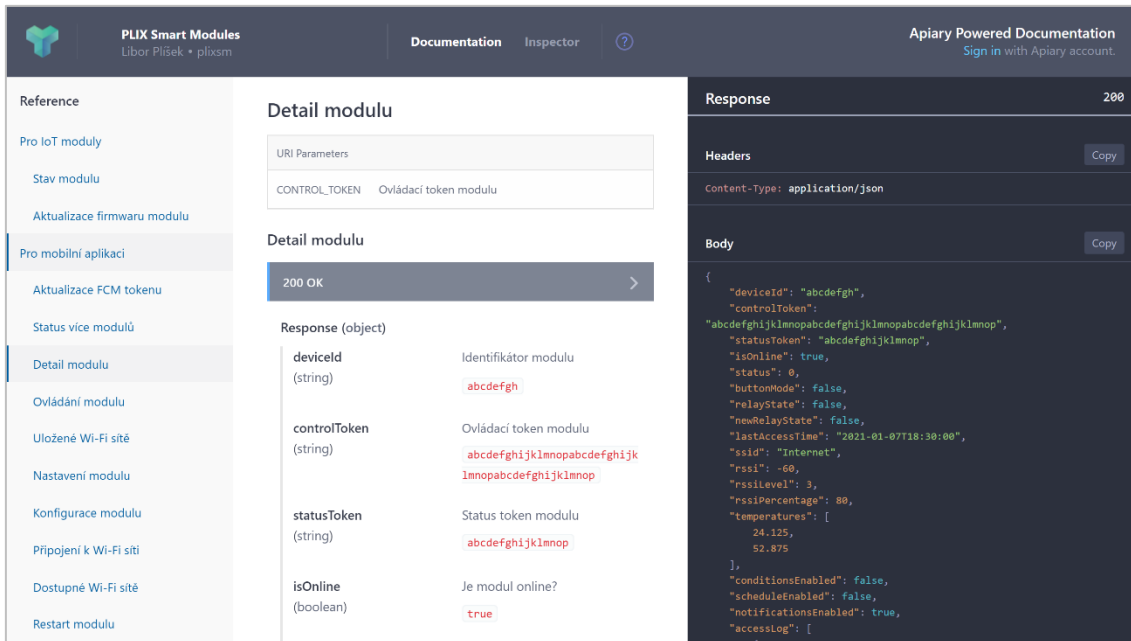 PLIX Smart Modules
Libor Plíšek • plixsm
Documentation
Inspector
?
Apiary Powered Documentation
Sign in with Apiary account.
Reference
Pro IoT moduly
Stav modulu
Aktualizace firmwaru modulu
Pro mobilní aplikaci
Aktualizace FCM tokenu
Status více modulů
Detail modulu
Ovládání modulu
Uložené Wi-Fi sítě
Nastavení modulu
Konfigurace modulu
Připojení k Wi-Fi síti
Dostupné Wi-Fi sítě
Restart modulu
Detail modulu
URI Parameters
CONTROL_TOKEN Ovládací token modulu
Detail modulu
200 OK
Response (object)
deviceId Identifikátor modulu
(string)
abcdefgh
controlToken Ovládací token modulu
(string)
abcdefghijklmnopabcdefghijk
lmnopabcdefghijklmnop
statusToken Status token modulu
(string)
abcdefghijklmnop
isOnline Je modul online?
(boolean)
true
Response 200
Headers Copy
Content-Type: application/json
Body Copy
{
"deviceId": "abcdefgh",
"controlToken":
"abcdefghijklmnopabcdefghijklmnopabcdefghijklmnop",
"statusToken": "abcdefghijklmnop",
"isOnline": true,
"status": 0,
"buttonMode": false,
"relayState": false,
"newRelayState": false,
"lastAccessTime": "2021-01-07T18:30:00",
"ssid": "Internet",
"rssi": -60,
"rssiLevel": 3,
"rssiPercentage": 80,
"temperatures": [
24.125,
52.875
],
"conditionsEnabled": false,
"scheduleEnabled": false,
"notificationsEnabled": true,
"accessLog": [